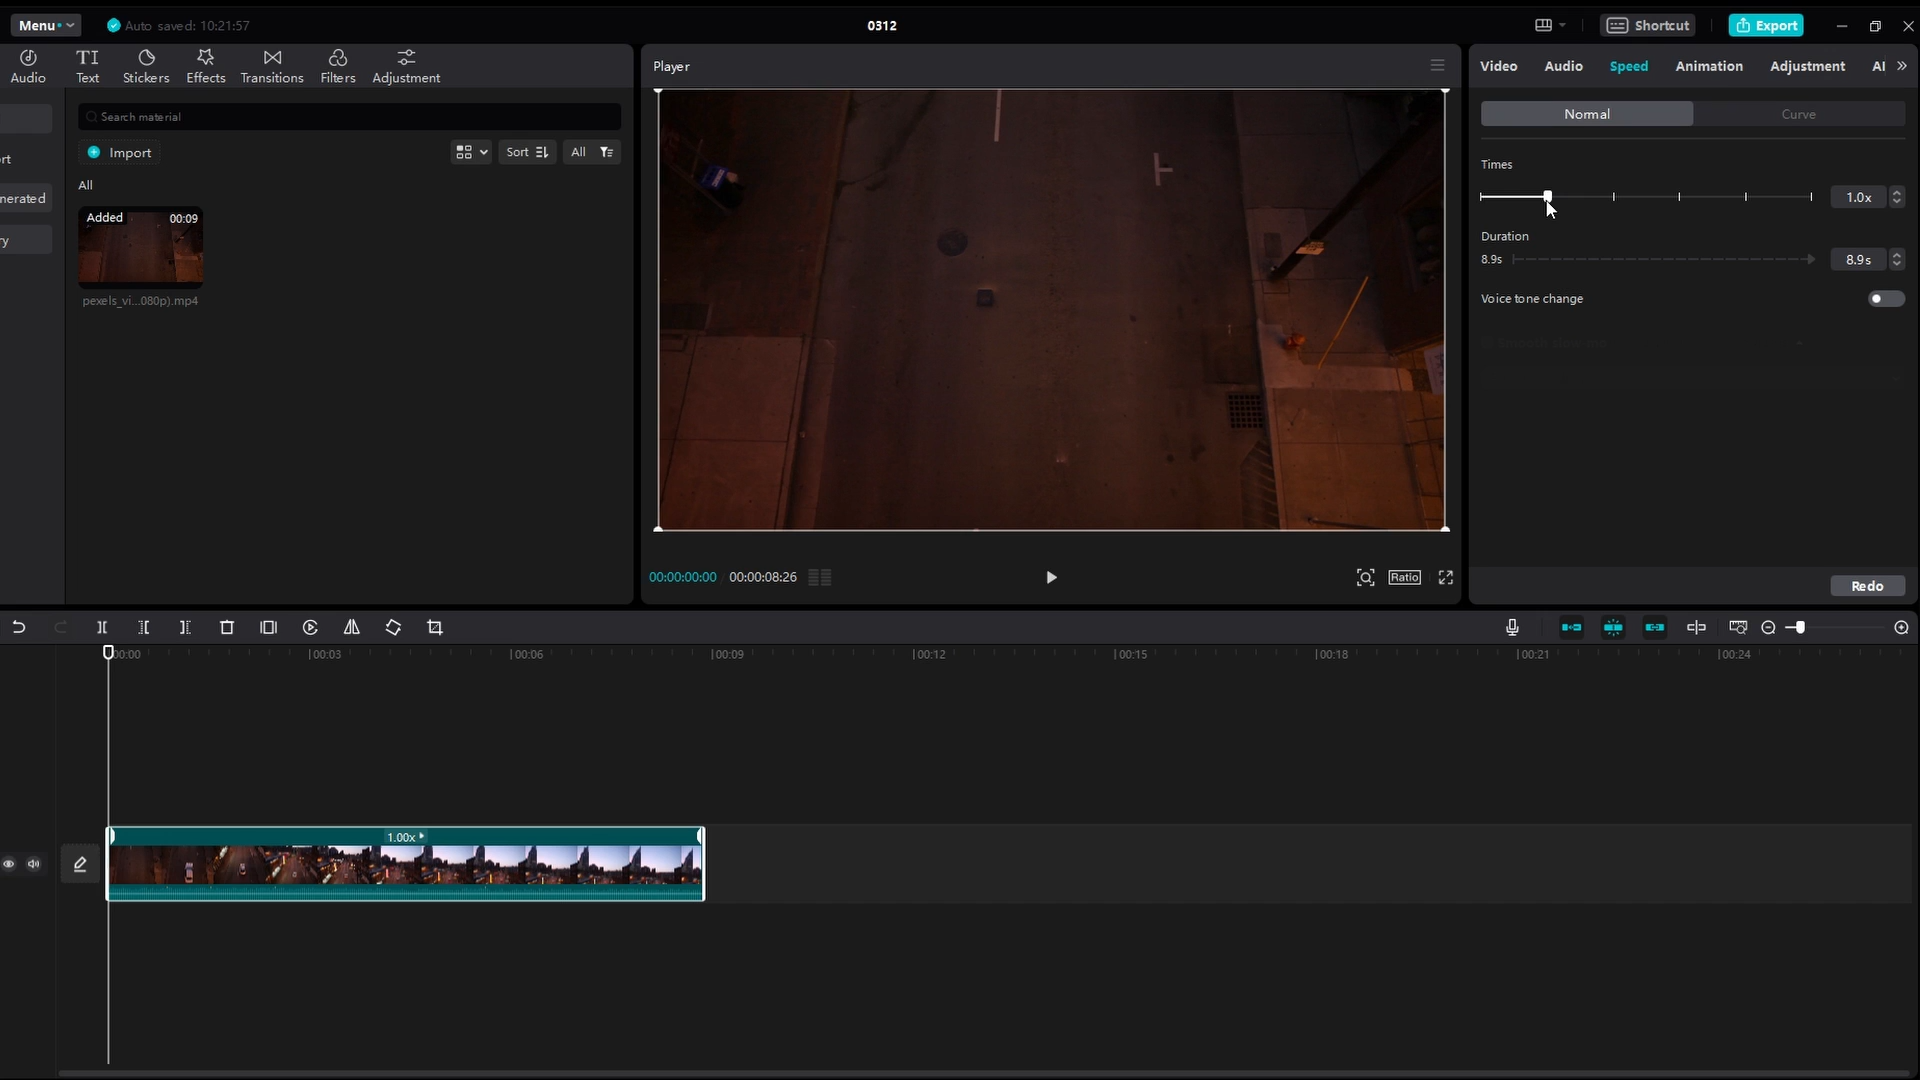 Menu
Auto saved: 10:21:57
0312
Shortcut
Export
Audio
Text
Stickers
Effects
Transitions
Filters
Adjustment
Player
Video
Audio
Speed
Animation
Adjustment
AI
Search material
Normal
Curve
rt
Import
Sort
All
Times
All
1.0x
nerated
Added
00:09
Duration
y
8.9s
8.9s
pexels_vi...080p).mp4
Voice tone change
00:00:00:00
00:00:08:26
Ratio
Redo
00:00
00:03
00:06
00:09
00:12
00:15
00:18
00:21
00:24
1.00x